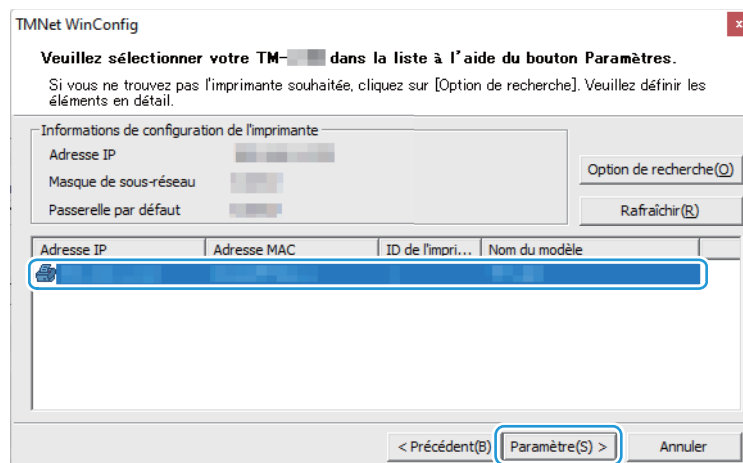 TMNet WinConfig
x
Veuillez sélectionner votre TM- dans la liste à l'aide du bouton Paramètres.
Si vous ne trouvez pas l'imprimante souhaitée, cliquez sur [Option de recherche]. Veuillez définir les
éléments en détail.
Informations de configuration de l'imprimante
Adresse IP
Masque de sous-réseau
Passerelle par défaut
Option de recherche(O)
Rafraîchir(R)
Adresse IP Adresse MAC ID de l'impri... Nom du modèle
< Précédent(B) Paramètre(S) > Annuler